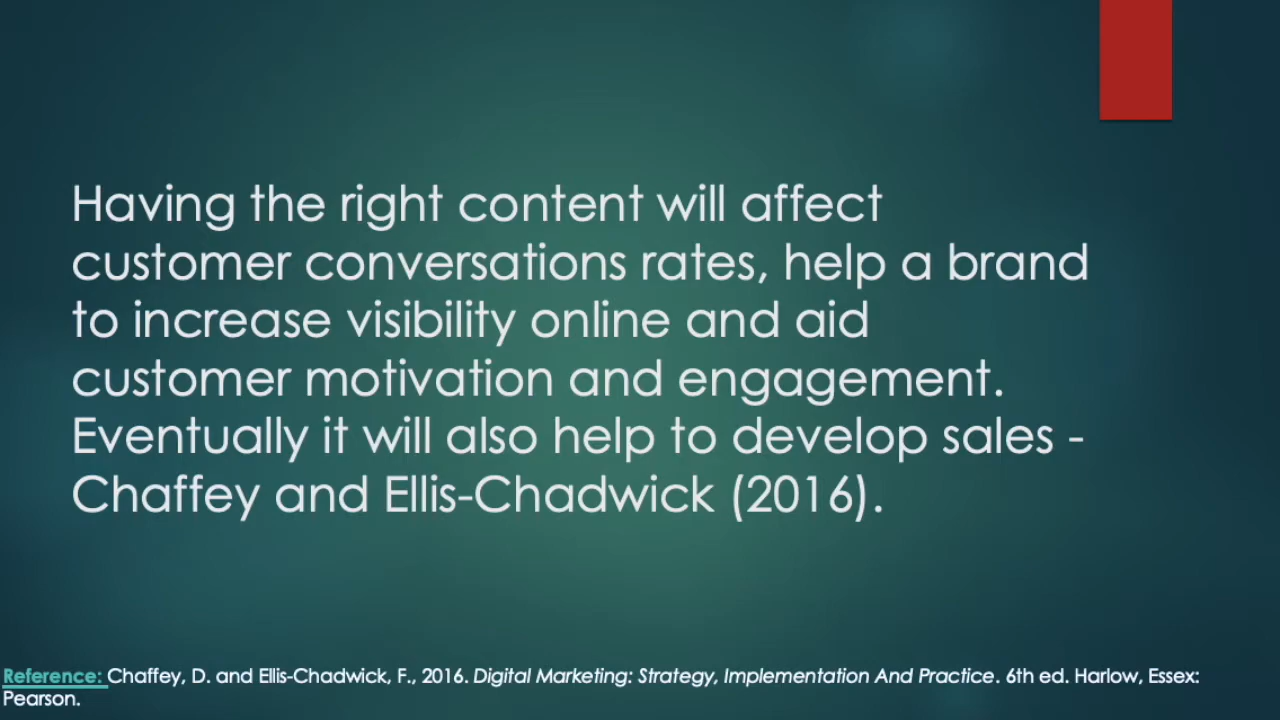 Having the right content will affect
customer conversations rates, help a brand
to increase visibility online and aid
customer motivation and engagement.
Eventually it will also help to develop sales -
Chaffey and Ellis-Chadwick (2016).
Reference: Chaffey, D. and Ellis-Chadwick, F., 2016. Digital Marketing: Strategy, Implementation And Practice. 6th ed. Harlow, Essex:
Pearson.